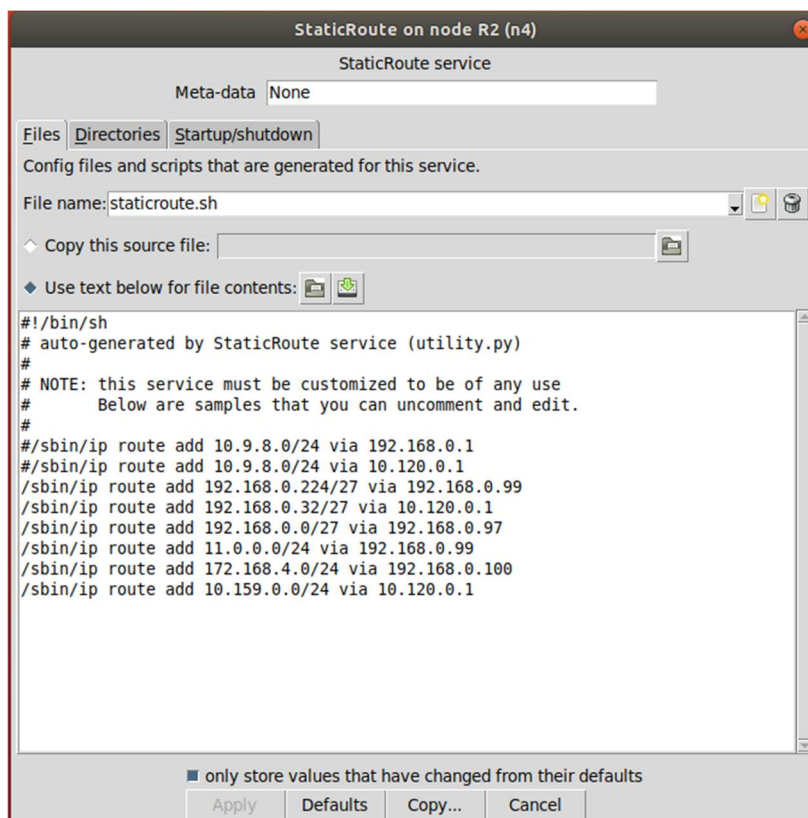 StaticRoute on node R2 (n4)
StaticRoute service
Meta-data None
Files Directories Startup/shutdown
Config files and scripts that are generated for this service.
File name: staticroute.sh
Copy this source file:
Use text below for file contents:
#!/bin/sh
# auto-generated by StaticRoute service (utility.py)
#
# NOTE: this service must be customized to be of any use
#       Below are samples that you can uncomment and edit.
#
#/sbin/ip route add 10.9.8.0/24 via 192.168.0.1
#/sbin/ip route add 10.9.8.0/24 via 10.120.0.1
/sbin/ip route add 192.168.0.224/27 via 192.168.0.99
/sbin/ip route add 192.168.0.32/27 via 10.120.0.1
/sbin/ip route add 192.168.0.0/27 via 192.168.0.97
/sbin/ip route add 11.0.0.0/24 via 192.168.0.99
/sbin/ip route add 172.168.4.0/24 via 192.168.0.100
/sbin/ip route add 10.159.0.0/24 via 10.120.0.1
only store values that have changed from their defaults
Apply Defaults Copy... Cancel